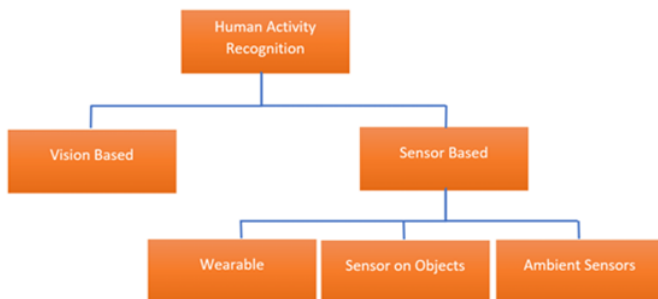 Human Activity
Recognition
Vision Based
Sensor Based
Wearable
Sensor on Objects
Ambient Sensors